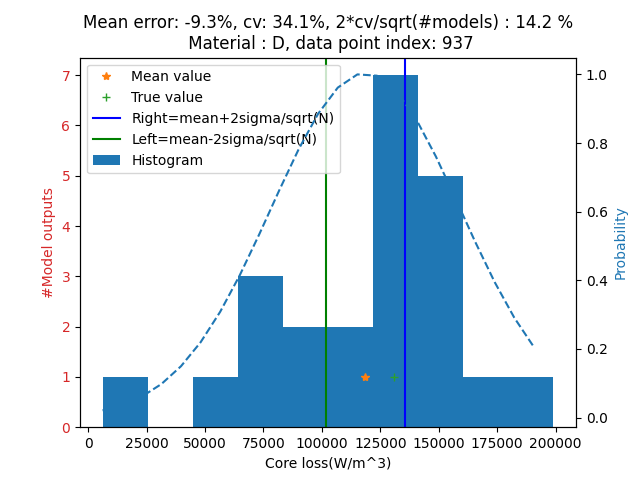 Mean error: -9.3%, cv: 34.1%, 2*cv/sqrt(#models) : 14.2 %
Material : D, data point index: 937
Mean value
True value
Right=mean+2sigma/sqrt(N)
Left=mean-2sigma/sqrt(N)
Histogram
7
6
5
4
3
2
1
0
#Model outputs
1.0
0.8
0.6
0.4
0.2
0.0
Probability
0
25000
50000
75000
100000
125000
150000
175000
200000
Core loss(W/m^3)